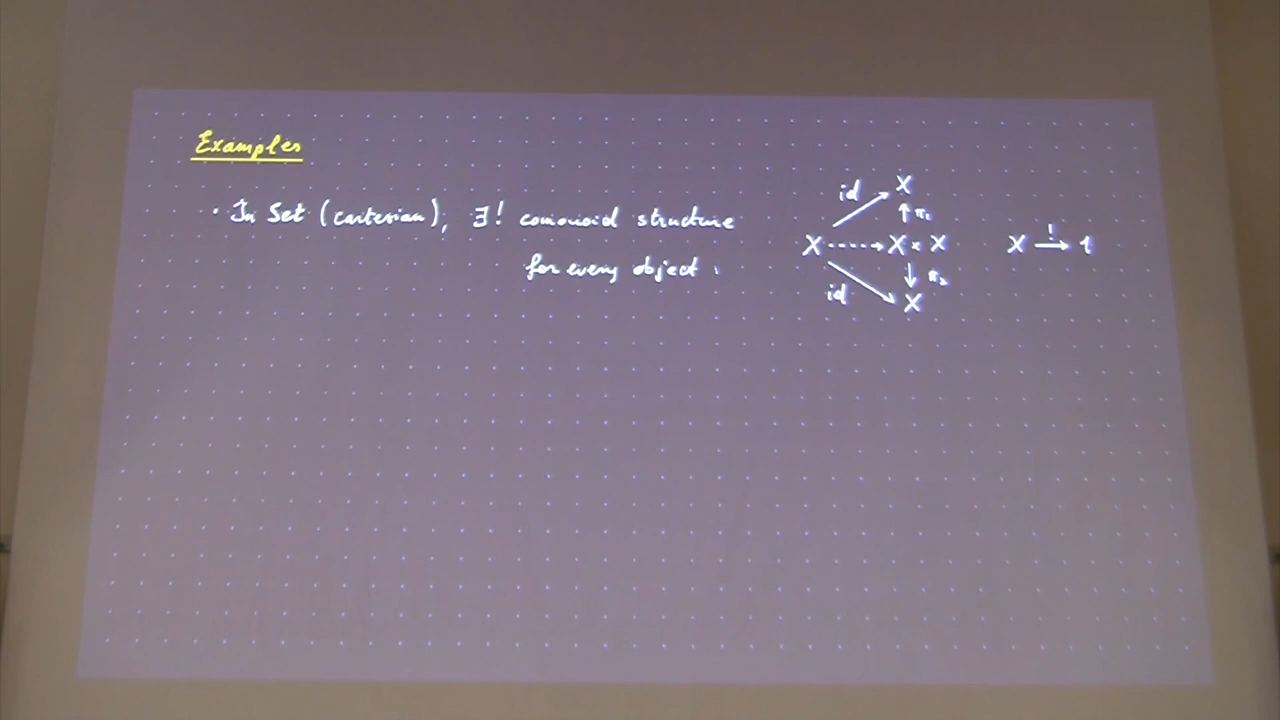 Examples
• In Set (cartesian), ∃! comonoid structure
for every object.
id X
↑ π₁
X ⇢ X × X
↓ π₂
id X
X →! 1